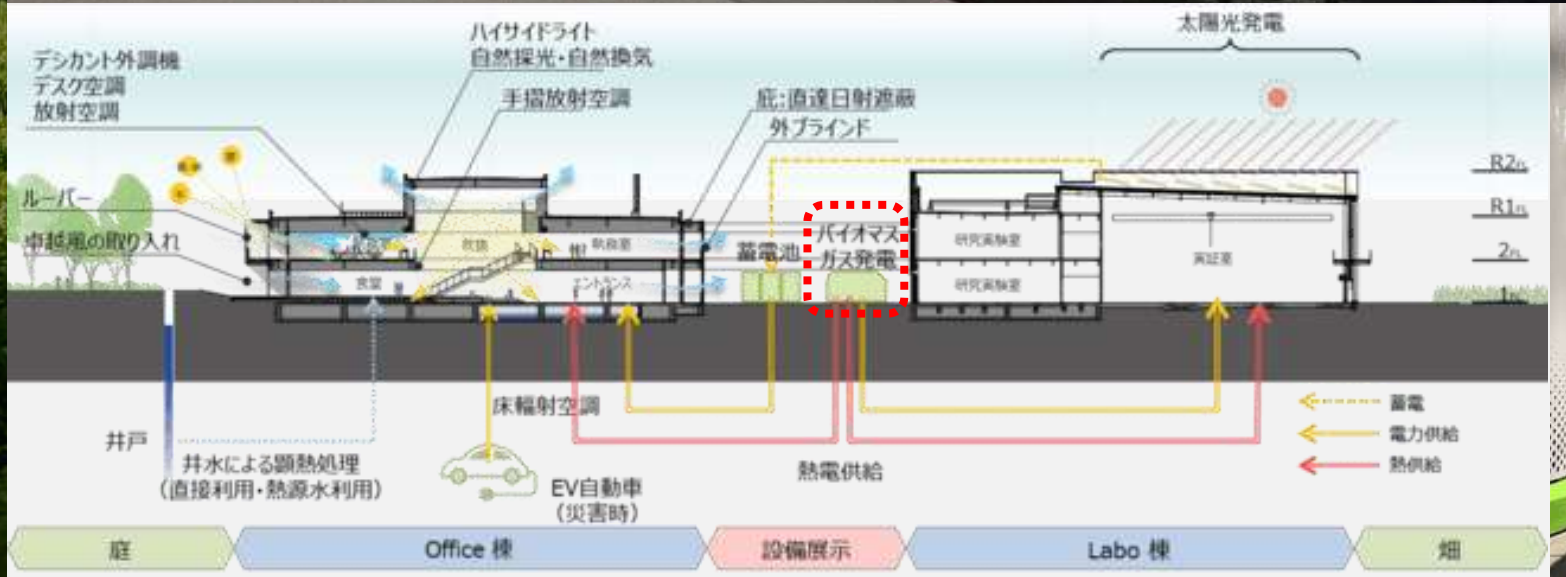 太陽光発電
ハイサイドライト
自然採光・自然換気
デシカント外調機
デスク空調
放射空調
手摺放射空調
庇:直達日射遮蔽
外ブラインド
R2FL
ルーバー
R1FL
卓越風の取り入れ
執務室
蓄電池
バイオマス
ガス発電
研究実験室
2FL
実証室
食堂
エントランス
研究実験室
1FL
床輻射空調
蓄電
電力供給
熱供給
井戸
井水による顕熱処理
(直接利用・熱源水利用)
熱電供給
EV自動車
(災害時)
庭
Office 棟
設備展示
Labo 棟
畑